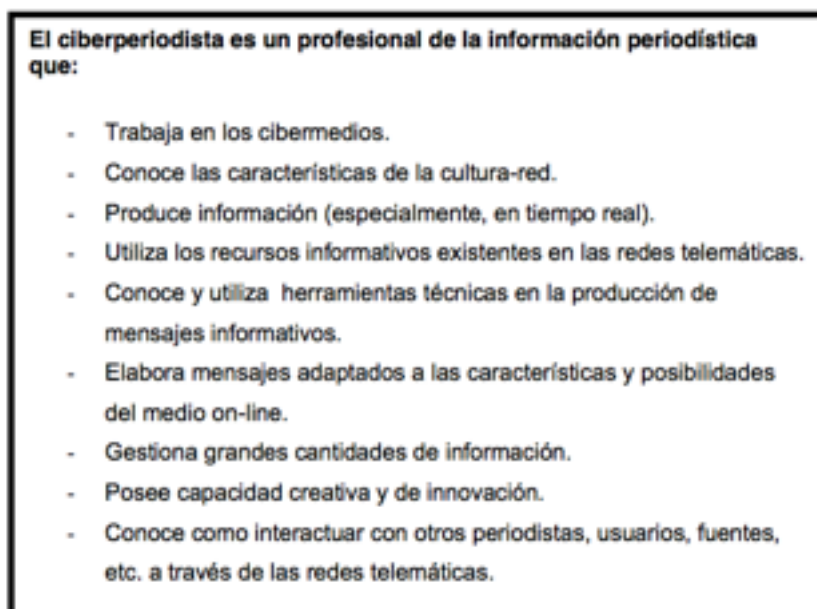 El ciberperiodista es un profesional de la información periodística
que:
- Trabaja en los cibermedios.
- Conoce las características de la cultura-red.
- Produce información (especialmente, en tiempo real).
- Utiliza los recursos informativos existentes en las redes telemáticas.
- Conoce y utiliza herramientas técnicas en la producción de
mensajes informativos.
- Elabora mensajes adaptados a las características y posibilidades
del medio on-line.
- Gestiona grandes cantidades de información.
- Posee capacidad creativa y de innovación.
- Conoce como interactuar con otros periodistas, usuarios, fuentes,
etc. a través de las redes telemáticas.